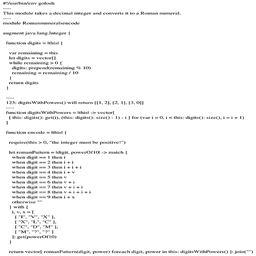 #!/usr/bin/env golosh
----
This module takes a decimal integer and converts it to a Roman numeral.
----
module Romannumeralsencode

augment java.lang.Integer {

function digits = |this| {

var remaining = this
let digits = vector[]
while remaining > 0 {
digits: prepend(remaining % 10)
remaining = remaining / 10
}
return digits
}

----
123: digitsWithPowers() will return [[1, 2], [2, 1], [3, 0]]
----
function digitsWithPowers = |this| -> vector[
[ this: digits(): get(i), (this: digits(): size() - 1) - i ] for (var i = 0, i < this: digits(): size(), i = i + 1)
]

function encode = |this| {

require(this > 0, "the integer must be positive!")

let romanPattern = |digit, powerOf10| -> match {
when digit == 1 then i
when digit == 2 then i + i
when digit == 3 then i + i + i
when digit == 4 then i + v
when digit == 5 then v
when digit == 6 then v + i
when digit == 7 then v + i + i
when digit == 8 then v + i + i + i
when digit == 9 then i + x
otherwise ""
} with {
i, v, x = [
[ "I", "V", "X" ],
[ "X", "L", "C" ],
[ "C", "D", "M" ],
[ "M", "?", "?" ]
]: get(powerOf10)
}

return vector[ romanPattern(digit, power) foreach digit, power in this: digitsWithPowers() ]: join("")